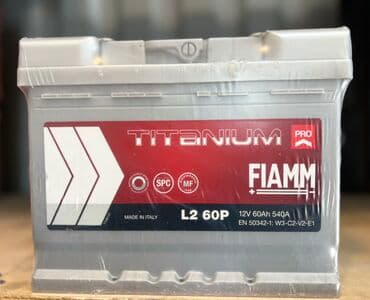 TITANIUM PRO
FIAMM
SPC MF
MADE IN ITALY
L2 60P
12V 60Ah 540A
EN 50342-1: W3-C2-V2-E1